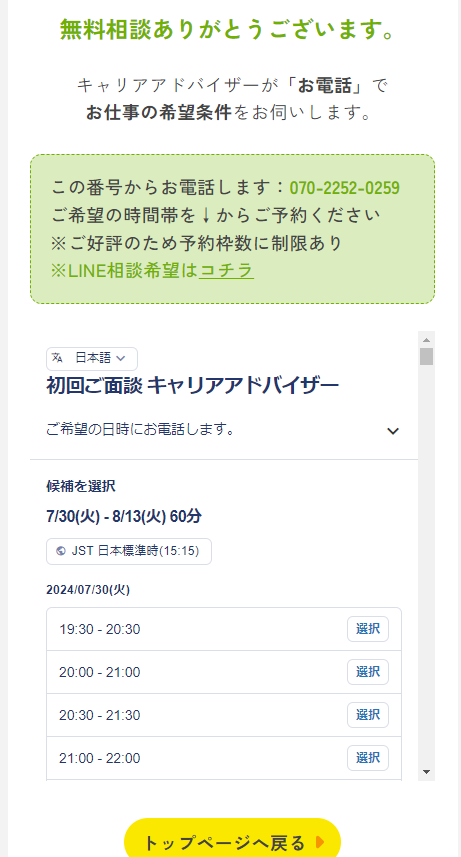 無料相談ありがとうございます。
キャリアアドバイザーが「お電話」で
お仕事の希望条件をお伺いします。
この番号からお電話します：070-2252-0259
ご希望の時間帯を↓からご予約ください
※ご好評のため予約枠数に制限あり
※LINE相談希望はコチラ
日本語
初回ご面談 キャリアアドバイザー
ご希望の日時にお電話します。
候補を選択
7/30(火) - 8/13(火) 60分
JST 日本標準時(15:15)
2024/07/30(火)
19:30 - 20:30 選択
20:00 - 21:00 選択
20:30 - 21:30 選択
21:00 - 22:00 選択
トップページへ戻る